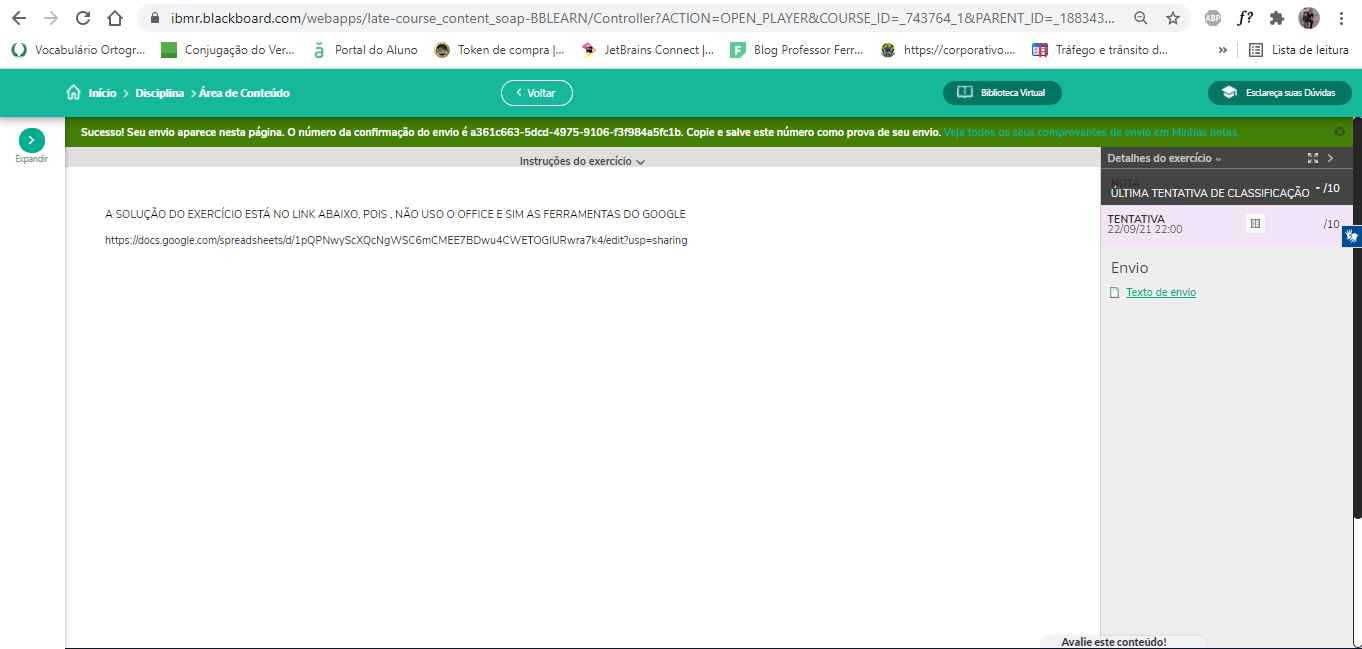 ibmr.blackboard.com/webapps/late-course_content_soap-BBLEARN/Controller?ACTION=OPEN_PLAYER&COURSE_ID=_743764_1&PARENT_ID=_188343...
ABP
f?
Vocabulário Ortogr...
Conjugação do Ver...
Portal do Aluno
Token de compra |...
JetBrains Connect |...
Blog Professor Ferr...
https://corporativo....
Tráfego e trânsito d...
»
Lista de leitura
Início > Disciplina > Área de Conteúdo
Voltar
Biblioteca Virtual
Esclareça suas Dúvidas
Expandir
Sucesso! Seu envio aparece nesta página. O número da confirmação do envio é a361c663-5dcd-4975-9106-f3f984a5fc1b. Copie e salve este número como prova de seu envio. Veja todos os seus comprovantes de envio em Minhas notas.
Instruções do exercício
A SOLUÇÃO DO EXERCÍCIO ESTÁ NO LINK ABAIXO, POIS , NÃO USO O OFFICE E SIM AS FERRAMENTAS DO GOOGLE
https://docs.google.com/spreadsheets/d/1pQPNwyScXQcNgWSC6mCMEE7BDwu4CWETOGIURwra7k4/edit?usp=sharing
Detalhes do exercício
NOTA
ÚLTIMA TENTATIVA DE CLASSIFICAÇÃO
- /10
TENTATIVA
22/09/21 22:00
/10
Envio
Texto de envio
Avalie este conteúdo!